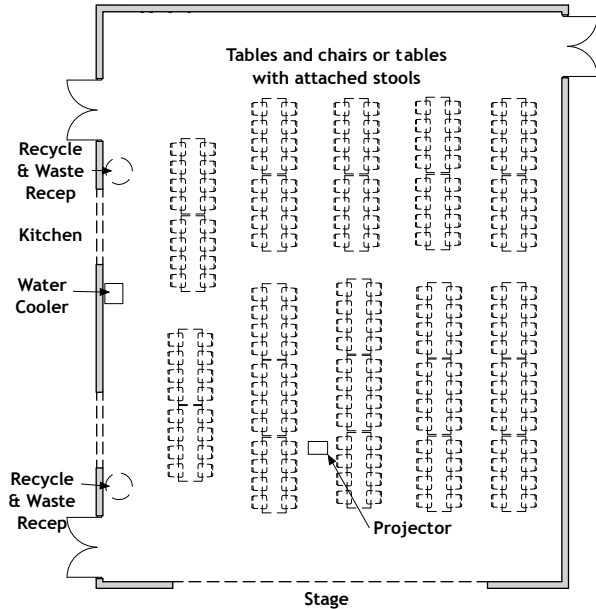 Tables and chairs or tables
with attached stools
Recycle
& Waste
Recep
Kitchen
Water
Cooler
Recycle
& Waste
Recep
Projector
Stage